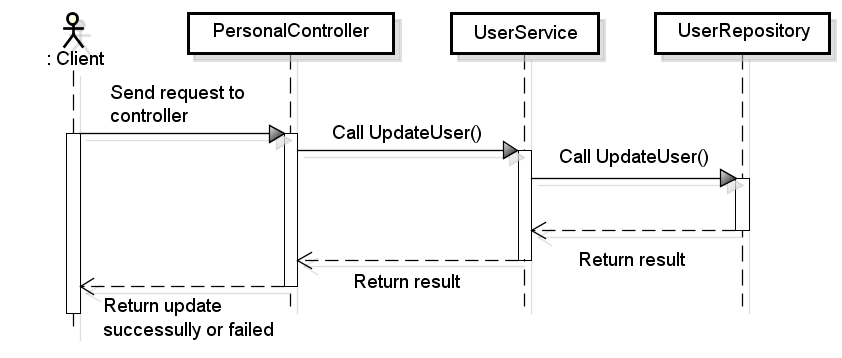 PersonalController
UserService
UserRepository
: Client
Send request to
controller
Call UpdateUser()
Call UpdateUser()
Return result
Return result
Return update
successully or failed